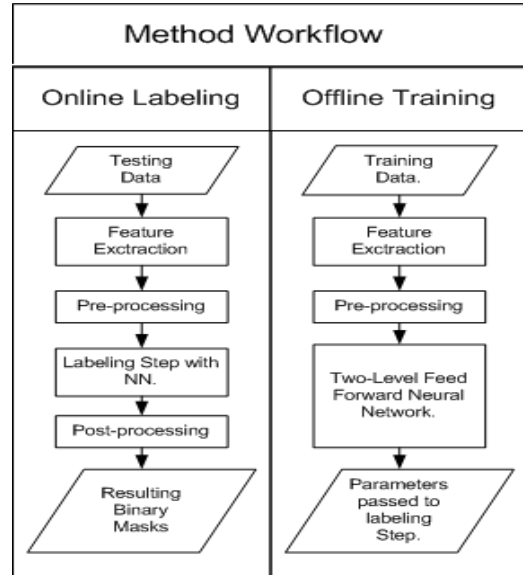 Method Workflow
Online Labeling
Testing
Data
Feature
Exctraction
Pre-processing
Labeling Step with
NN.
Post-processing
Resulting
Binary
Masks
Offline Training
Training
Data.
Feature
Exctraction
Pre-processing
Two-Level Feed
Forward Neural
Network.
Parameters
passed to
labeling
Step.